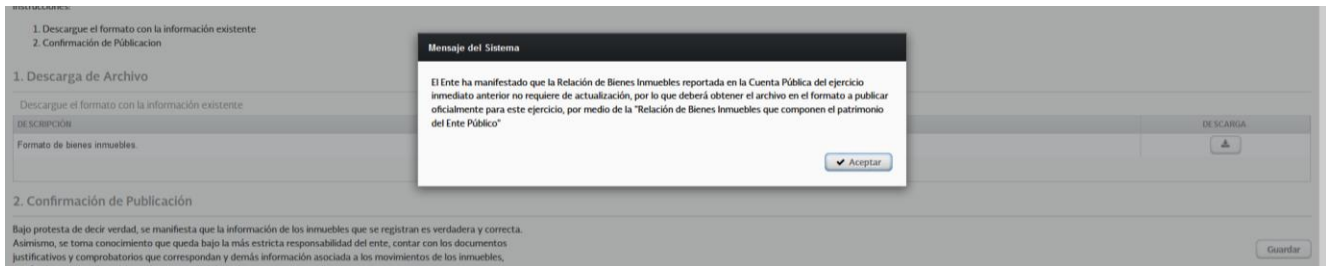 Instrucciones:
1. Descargue el formato con la información existente
2. Confirmación de Públicacion
Mensaje del Sistema
El Ente ha manifestado que la Relación de Bienes Inmuebles reportada en la Cuenta Pública del ejercicio
inmediato anterior no requiere de actualización, por lo que deberá obtener el archivo en el formato a publicar
oficialmente para este ejercicio, por medio de la "Relación de Bienes Inmuebles que componen el patrimonio
del Ente Público"
Aceptar
1. Descarga de Archivo
Descargue el formato con la información existente
DESCRIPCIÓN
DESCARGA
Formato de bienes inmuebles.
2. Confirmación de Publicación
Bajo protesta de decir verdad, se manifiesta que la información de los inmuebles que se registran es verdadera y correcta.
Asimismo, se toma conocimiento que queda bajo la más estricta responsabilidad del ente, contar con los documentos
justificativos y comprobatorios que correspondan y demás información asociada a los movimientos de los inmuebles,
Guardar